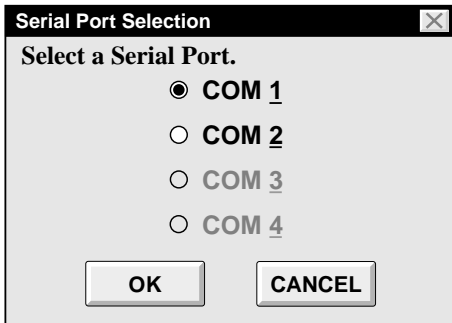 Serial Port Selection
Select a Serial Port.
COM 1
COM 2
COM 3
COM 4
OK CANCEL